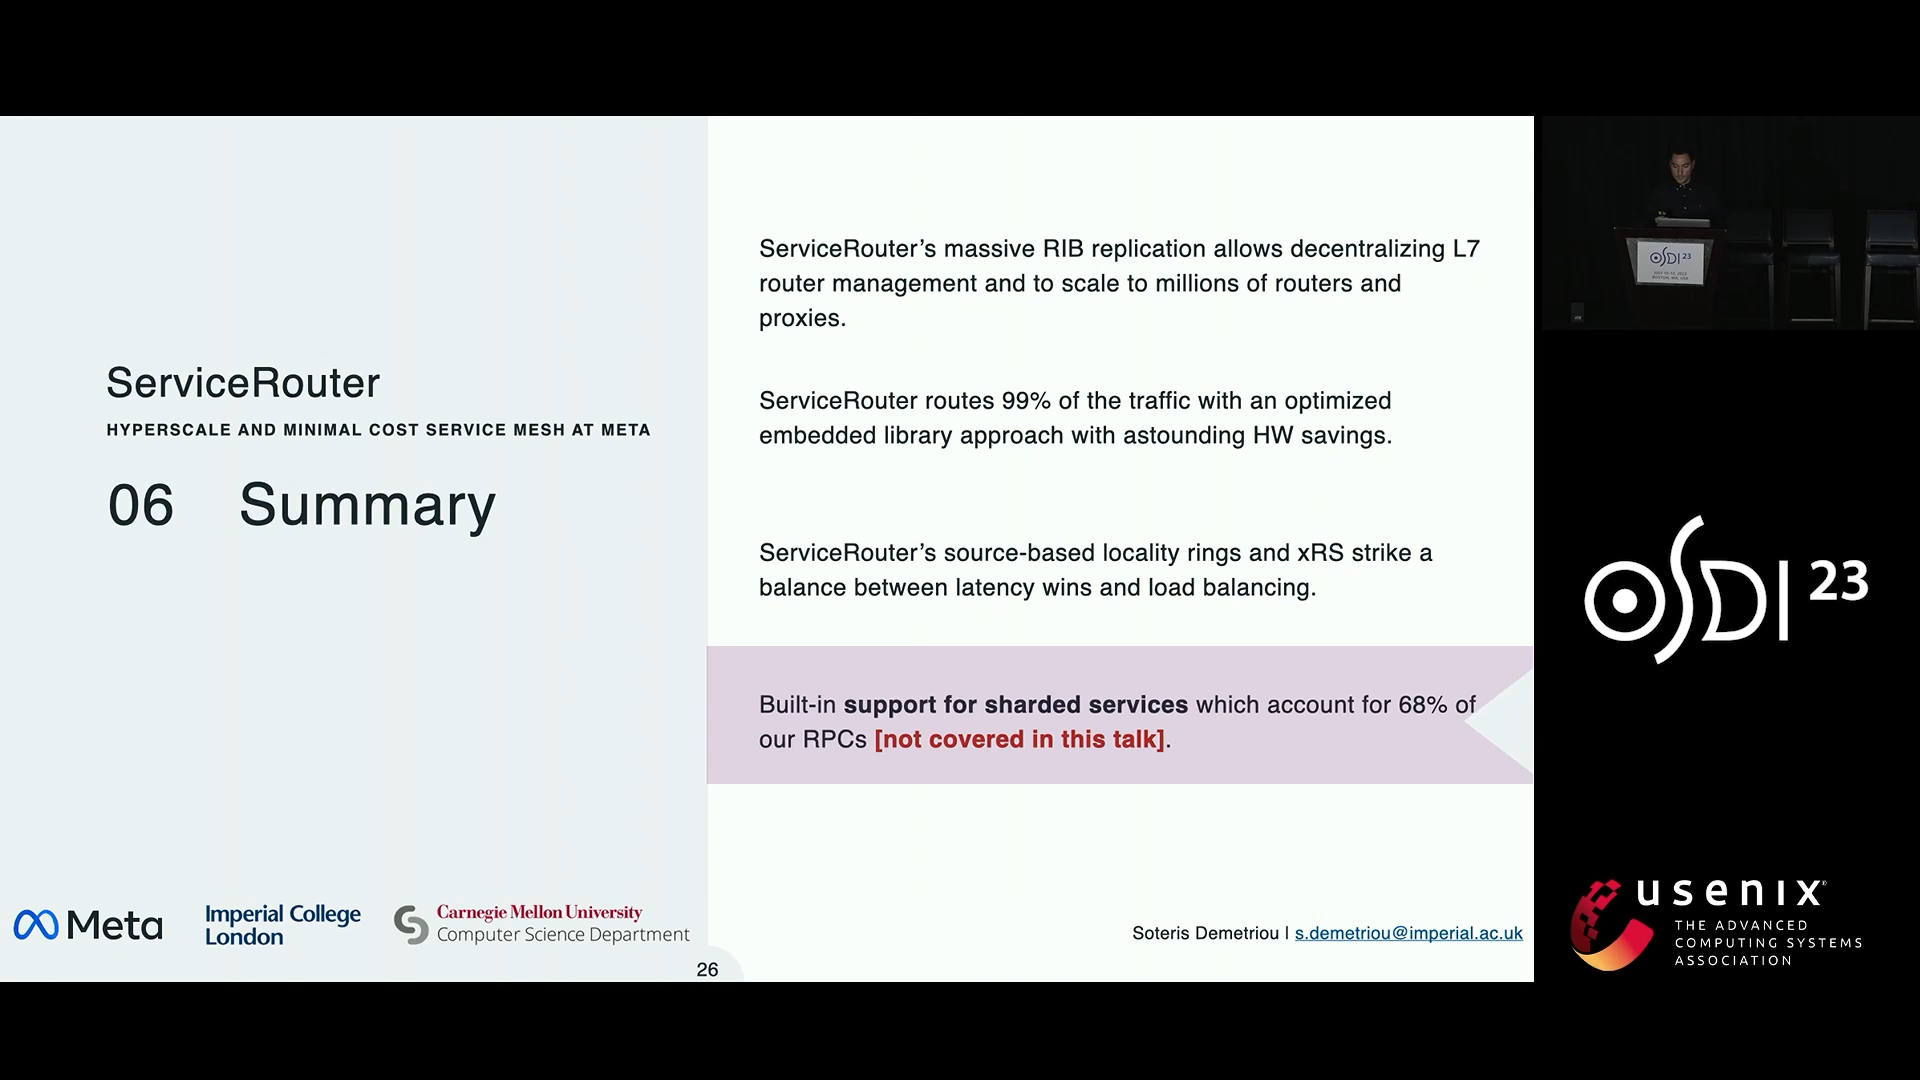 ServiceRouter
HYPERSCALE AND MINIMAL COST SERVICE MESH AT META
06 Summary
ServiceRouter’s massive RIB replication allows decentralizing L7
router management and to scale to millions of routers and
proxies.
ServiceRouter routes 99% of the traffic with an optimized
embedded library approach with astounding HW savings.
ServiceRouter’s source-based locality rings and xRS strike a
balance between latency wins and load balancing.
Built-in support for sharded services which account for 68% of
our RPCs [not covered in this talk].
Meta
Imperial College
London
Carnegie Mellon University
Computer Science Department
Soteris Demetriou | s.demetriou@imperial.ac.uk
26
OSDI 23
OSDI 23
usenix
THE ADVANCED
COMPUTING SYSTEMS
ASSOCIATION